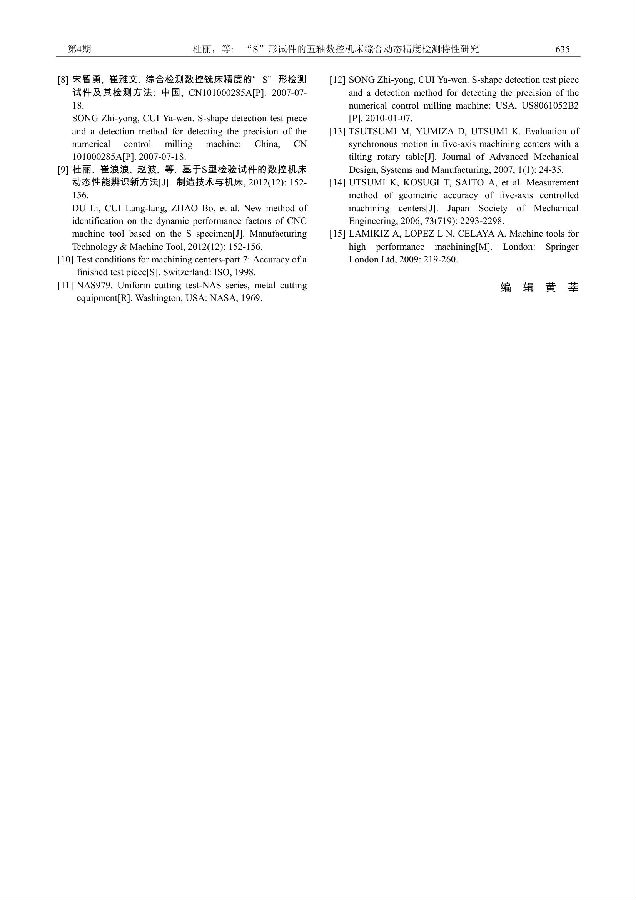 第4期
杜丽，等: “S”形试件的五轴数控机床综合动态精度检测特性研究
635
[8] 宋智勇, 崔雅文. 综合检测数控铣床精度的“S”形检测
试件及其检测方法: 中国, CN101000285A[P]. 2007-07-
18.
SONG Zhi-yong, CUI Ya-wen. S-shape detection test piece
and a detection method for detecting the precision of the
numerical control milling machine: China, CN
101000285A[P]. 2007-07-18.
[9] 杜丽, 崔浪浪, 赵波, 等. 基于S型检验试件的数控机床
动态性能辨识新方法[J]. 制造技术与机床, 2012(12): 152-
156.
DU Li, CUI Lang-lang, ZHAO Bo, et al. New method of
identification on the dynamic performance factors of CNC
machine tool based on the S specimen[J]. Manufacturing
Technology & Machine Tool, 2012(12): 152-156.
[10] Test conditions for machining centers-part 7: Accuracy of a
finished test piece[S]. Switzerland: ISO, 1998.
[11] NAS979. Uniform cutting test-NAS series, metal cutting
equipment[R]. Washington, USA: NASA, 1969.
[12] SONG Zhi-yong, CUI Ya-wen. S-shape detection test piece
and a detection method for detecting the precision of the
numerical control milling machine: USA, US8061052B2
[P]. 2010-01-07.
[13] TSUTSUMI M, YUMIZA D, UTSUMI K. Evaluation of
synchronous motion in five-axis machining centers with a
tilting rotary table[J]. Journal of Advanced Mechanical
Design, Systems and Manufacturing, 2007, 1(1): 24-35.
[14] UTSUMI K, KOSUGI T, SAITO A, et al. Measurement
method of geometric accuracy of five-axis controlled
machining centers[J]. Japan Society of Mechanical
Engineering, 2006, 73(719): 2293-2298.
[15] LAMIKIZ A, LOPEZ L N, CELAYA A. Machine tools for
high performance machining[M]. London: Springer
London Ltd, 2009: 219-260.
编 辑 黄 莘